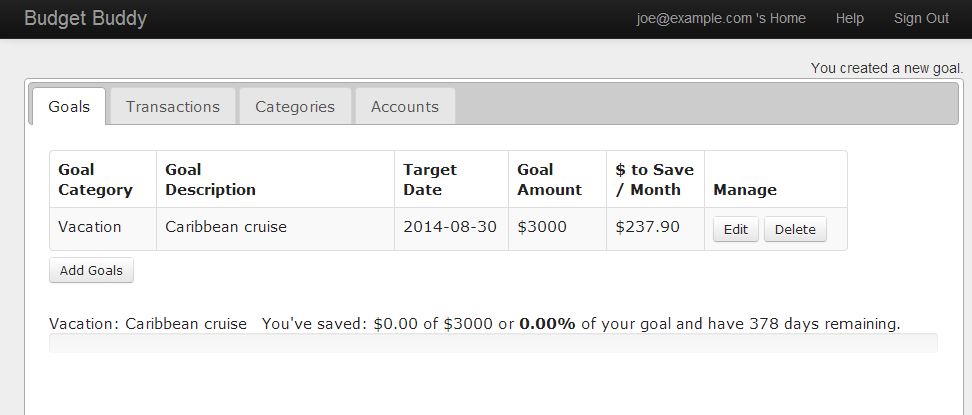 Budget Buddy joe@example.com 's Home Help Sign Out
You created a new goal.
Goals Transactions Categories Accounts
Goal Category Goal Description Target Date Goal Amount $ to Save / Month Manage
Vacation Caribbean cruise 2014-08-30 $3000 $237.90 Edit Delete
Add Goals
Vacation: Caribbean cruise You've saved: $0.00 of $3000 or 0.00% of your goal and have 378 days remaining.